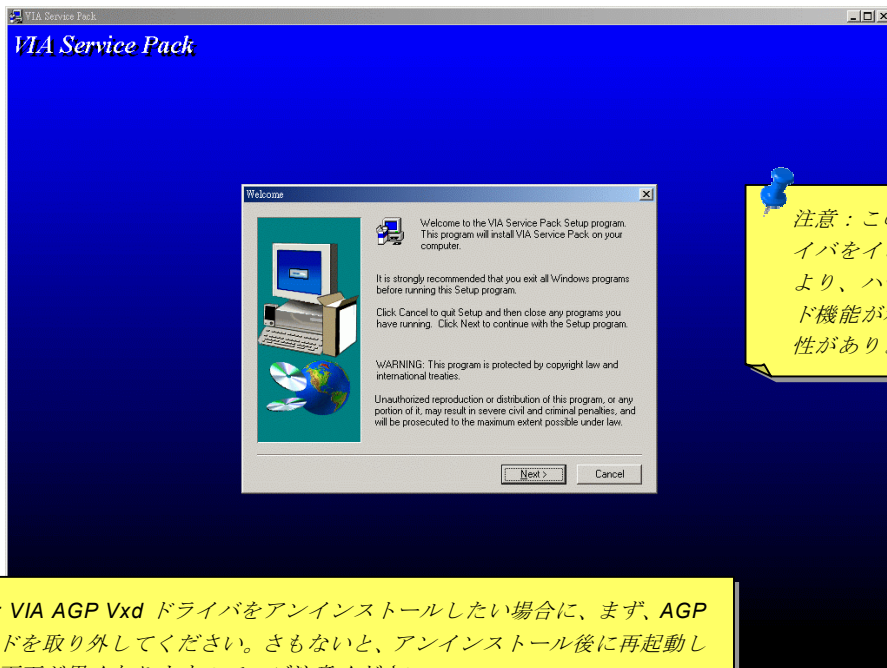 VIA Service Pack
VIA Service Pack
Welcome
Welcome to the VIA Service Pack Setup program.
This program will install VIA Service Pack on your
computer.
It is strongly recommended that you exit all Windows programs
before running this Setup program.
Click Cancel to quit Setup and then close any programs you
have running. Click Next to continue with the Setup program.
WARNING: This program is protected by copyright law and
international treaties.
Unauthorized reproduction or distribution of this program, or any
portion of it, may result in severe civil and criminal penalties, and
will be prosecuted to the maximum extent possible under law.
Next >
Cancel
注意：この
イバをイ
より、ハ
ド機能が
性があり
VIA AGP Vxd ドライバをアンインストールしたい場合に、まず、AGP
ドを取り外してください。さもないと、アンインストール後に再起動し